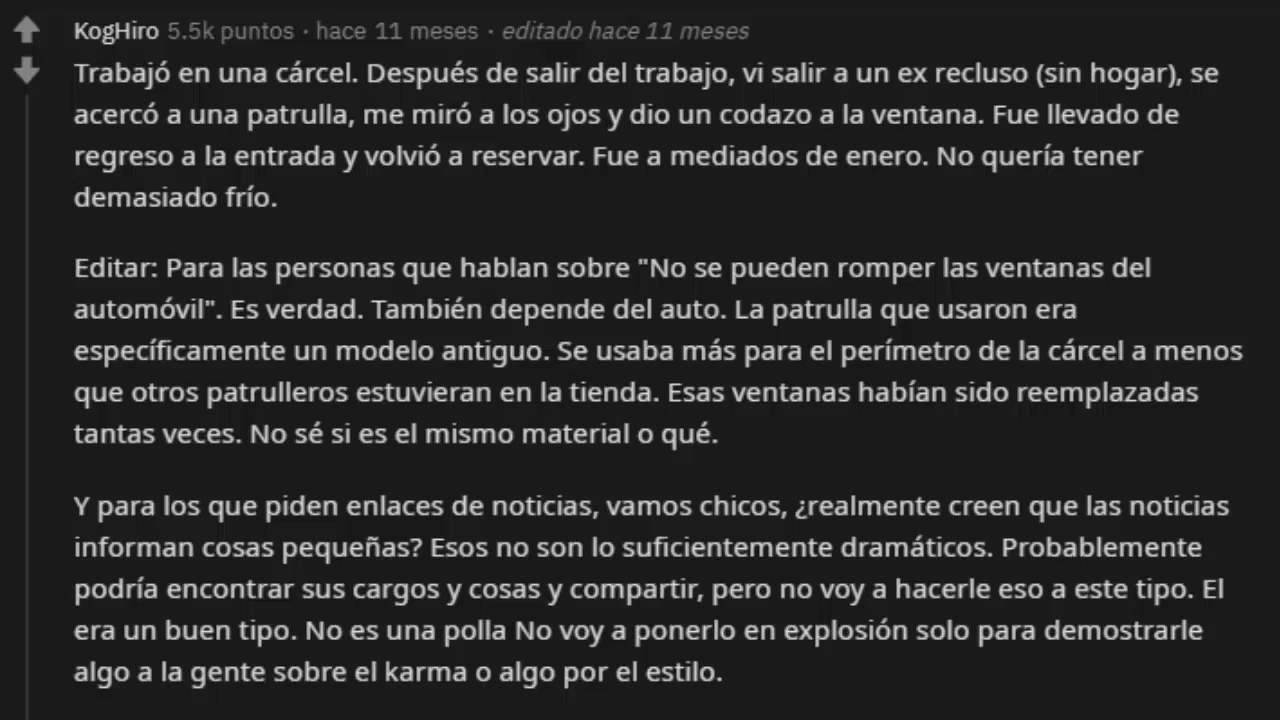 KogHiro 5.5k puntos · hace 11 meses · editado hace 11 meses
Trabajó en una cárcel. Después de salir del trabajo, vi salir a un ex recluso (sin hogar), se
acercó a una patrulla, me miró a los ojos y dio un codazo a la ventana. Fue llevado de
regreso a la entrada y volvió a reservar. Fue a mediados de enero. No quería tener
demasiado frío.
Editar: Para las personas que hablan sobre "No se pueden romper las ventanas del
automóvil". Es verdad. También depende del auto. La patrulla que usaron era
específicamente un modelo antiguo. Se usaba más para el perímetro de la cárcel a menos
que otros patrulleros estuvieran en la tienda. Esas ventanas habían sido reemplazadas
tantas veces. No sé si es el mismo material o qué.
Y para los que piden enlaces de noticias, vamos chicos, ¿realmente creen que las noticias
informan cosas pequeñas? Esos no son lo suficientemente dramáticos. Probablemente
podría encontrar sus cargos y cosas y compartir, pero no voy a hacerle eso a este tipo. El
era un buen tipo. No es una polla No voy a ponerlo en explosión solo para demostrarle
algo a la gente sobre el karma o algo por el estilo.